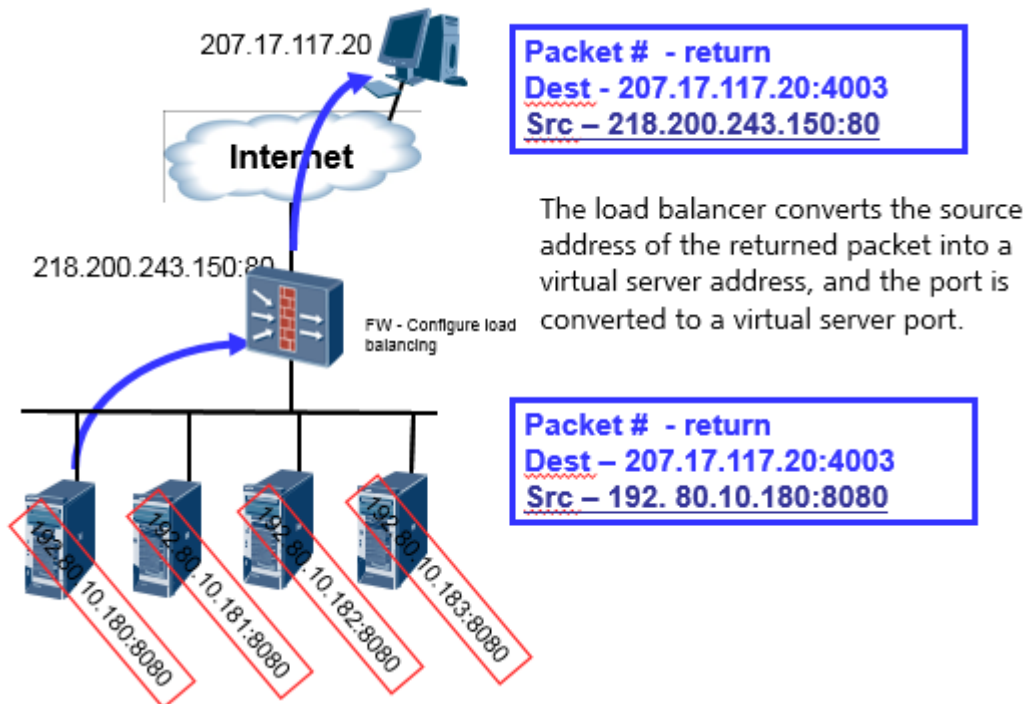 207.17.117.20
Packet # - return
Dest - 207.17.117.20:4003
Src – 218.200.243.150:80
Internet
The load balancer converts the source
address of the returned packet into a
virtual server address, and the port is
converted to a virtual server port.
218.200.243.150:80
FW - Configure load
balancing
Packet # - return
Dest – 207.17.117.20:4003
Src – 192. 80.10.180:8080
192.80.10.180:8080
192.80.10.181:8080
192.80.10.182:8080
192.80.10.183:8080